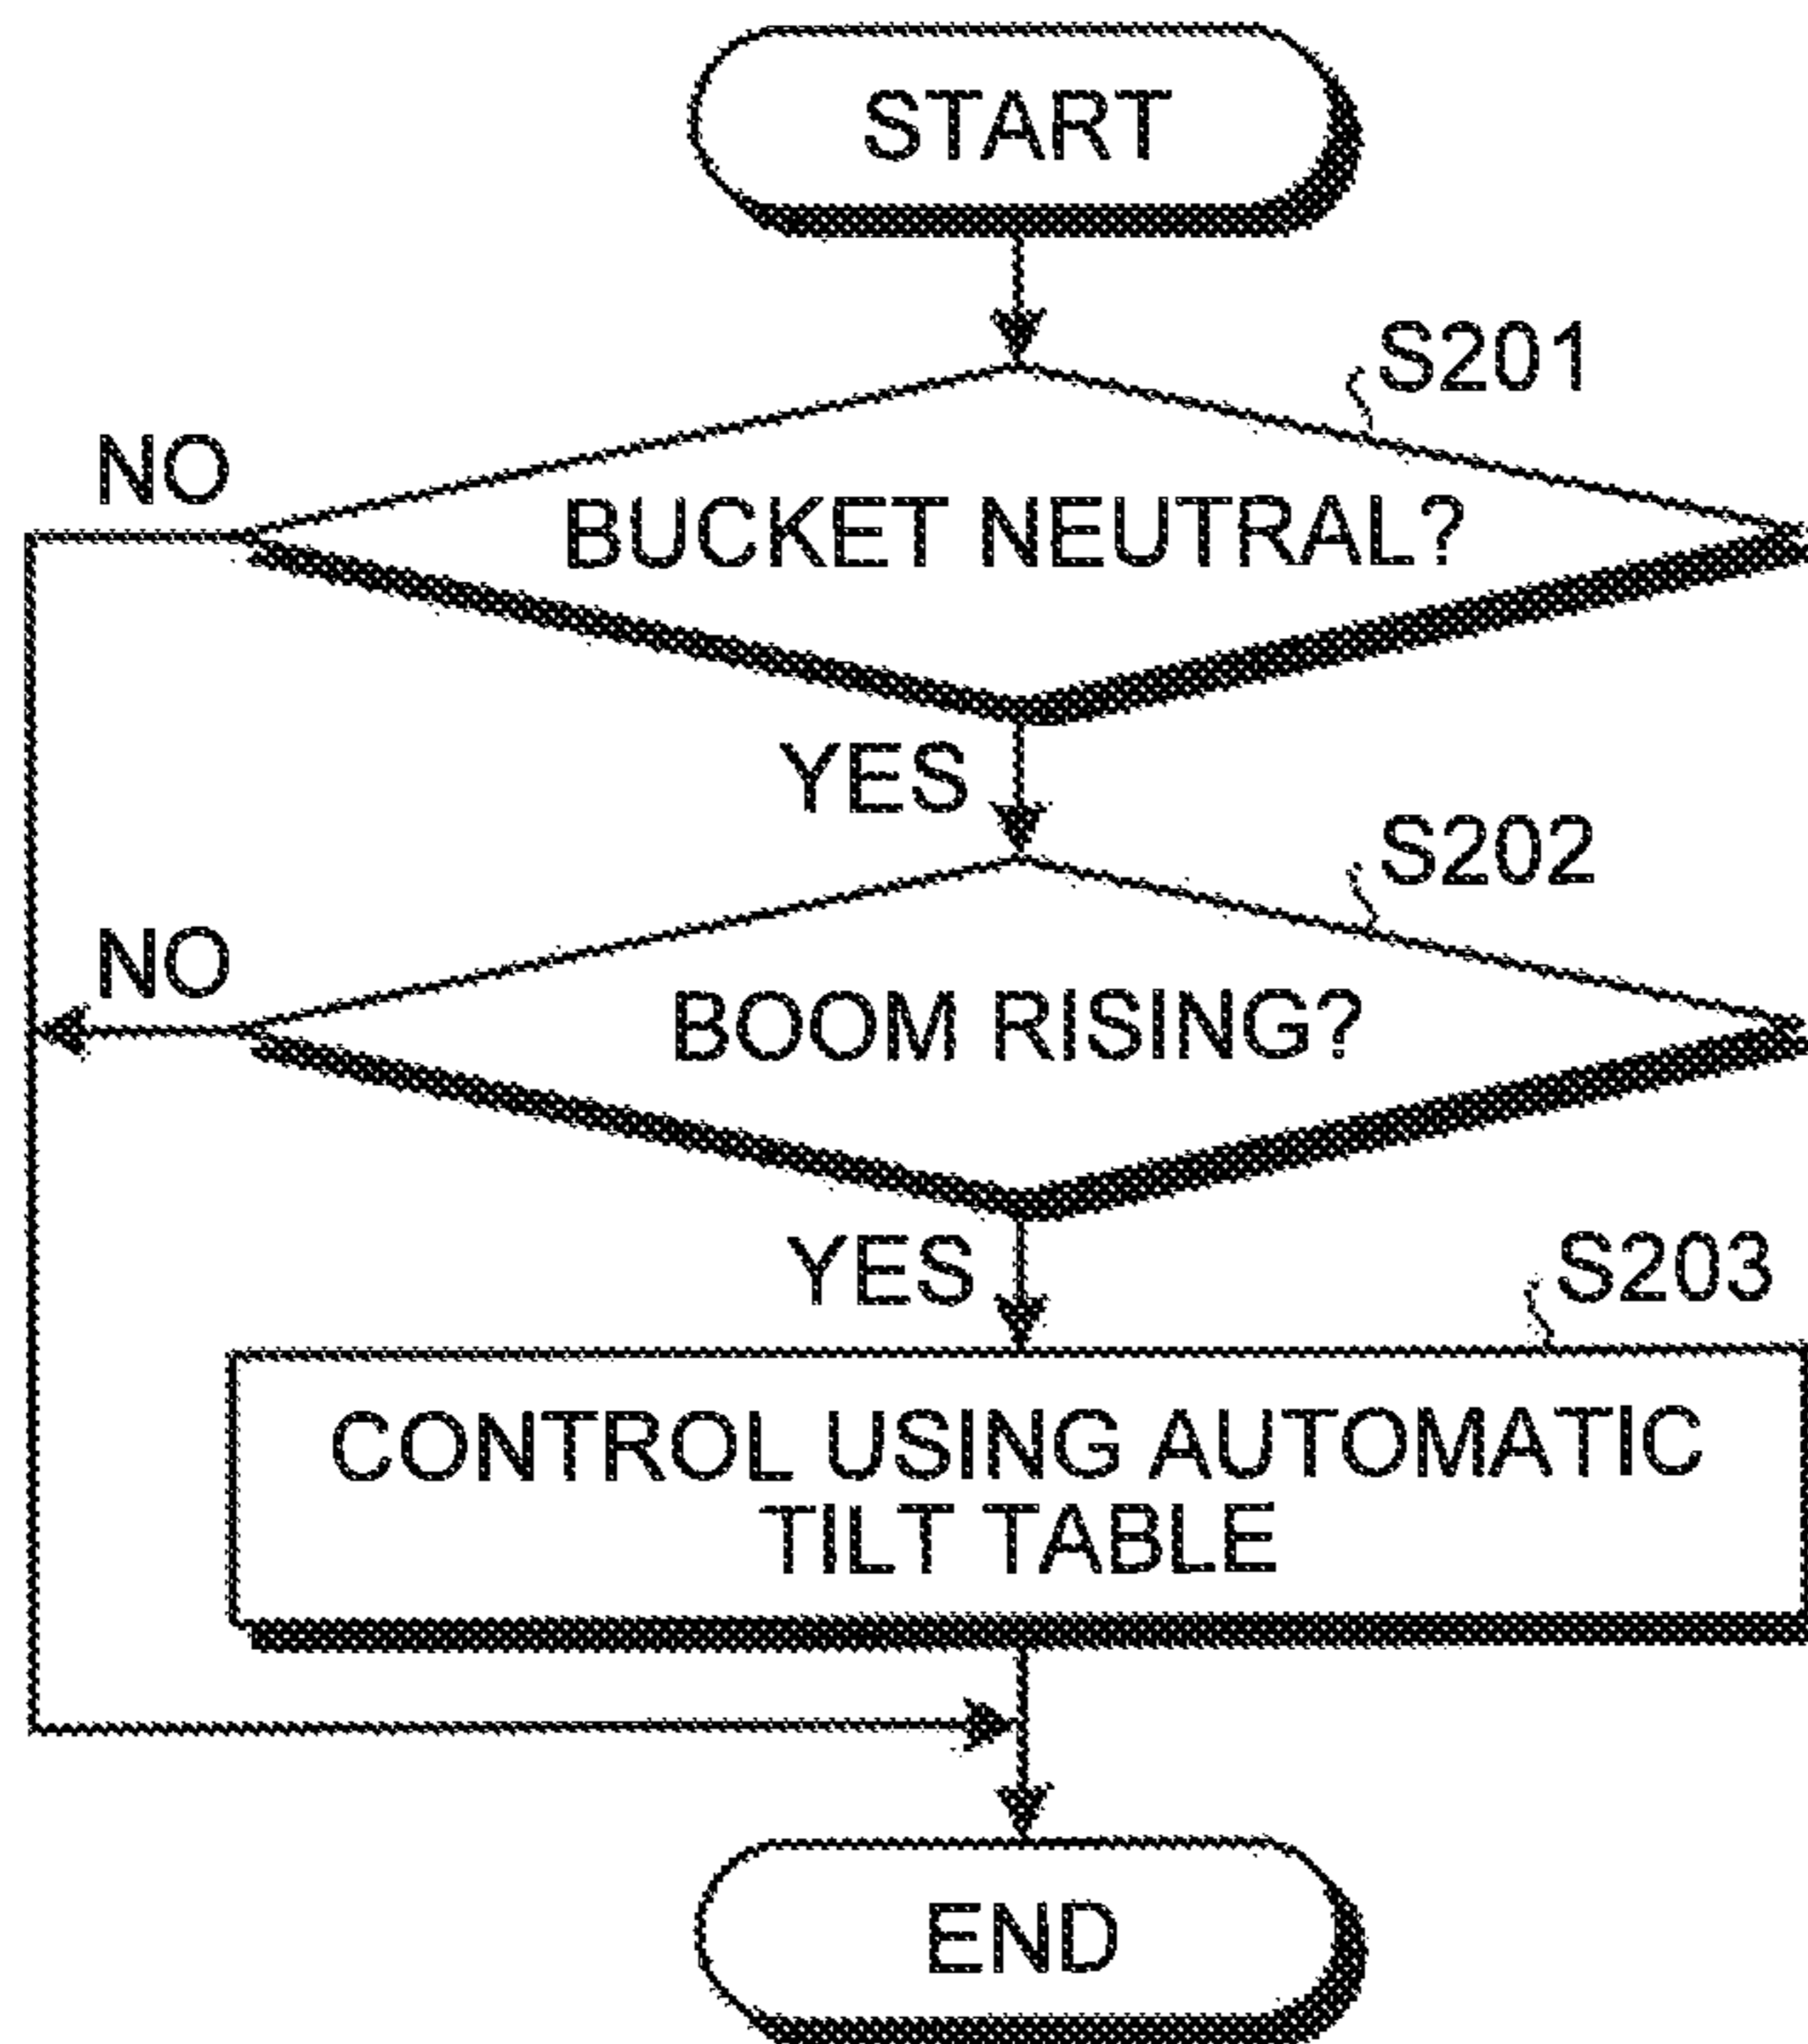 START
S201
NO
BUCKET NEUTRAL?
YES
S202
NO
BOOM RISING?
YES
S203
CONTROL USING AUTOMATIC
TILT TABLE
END